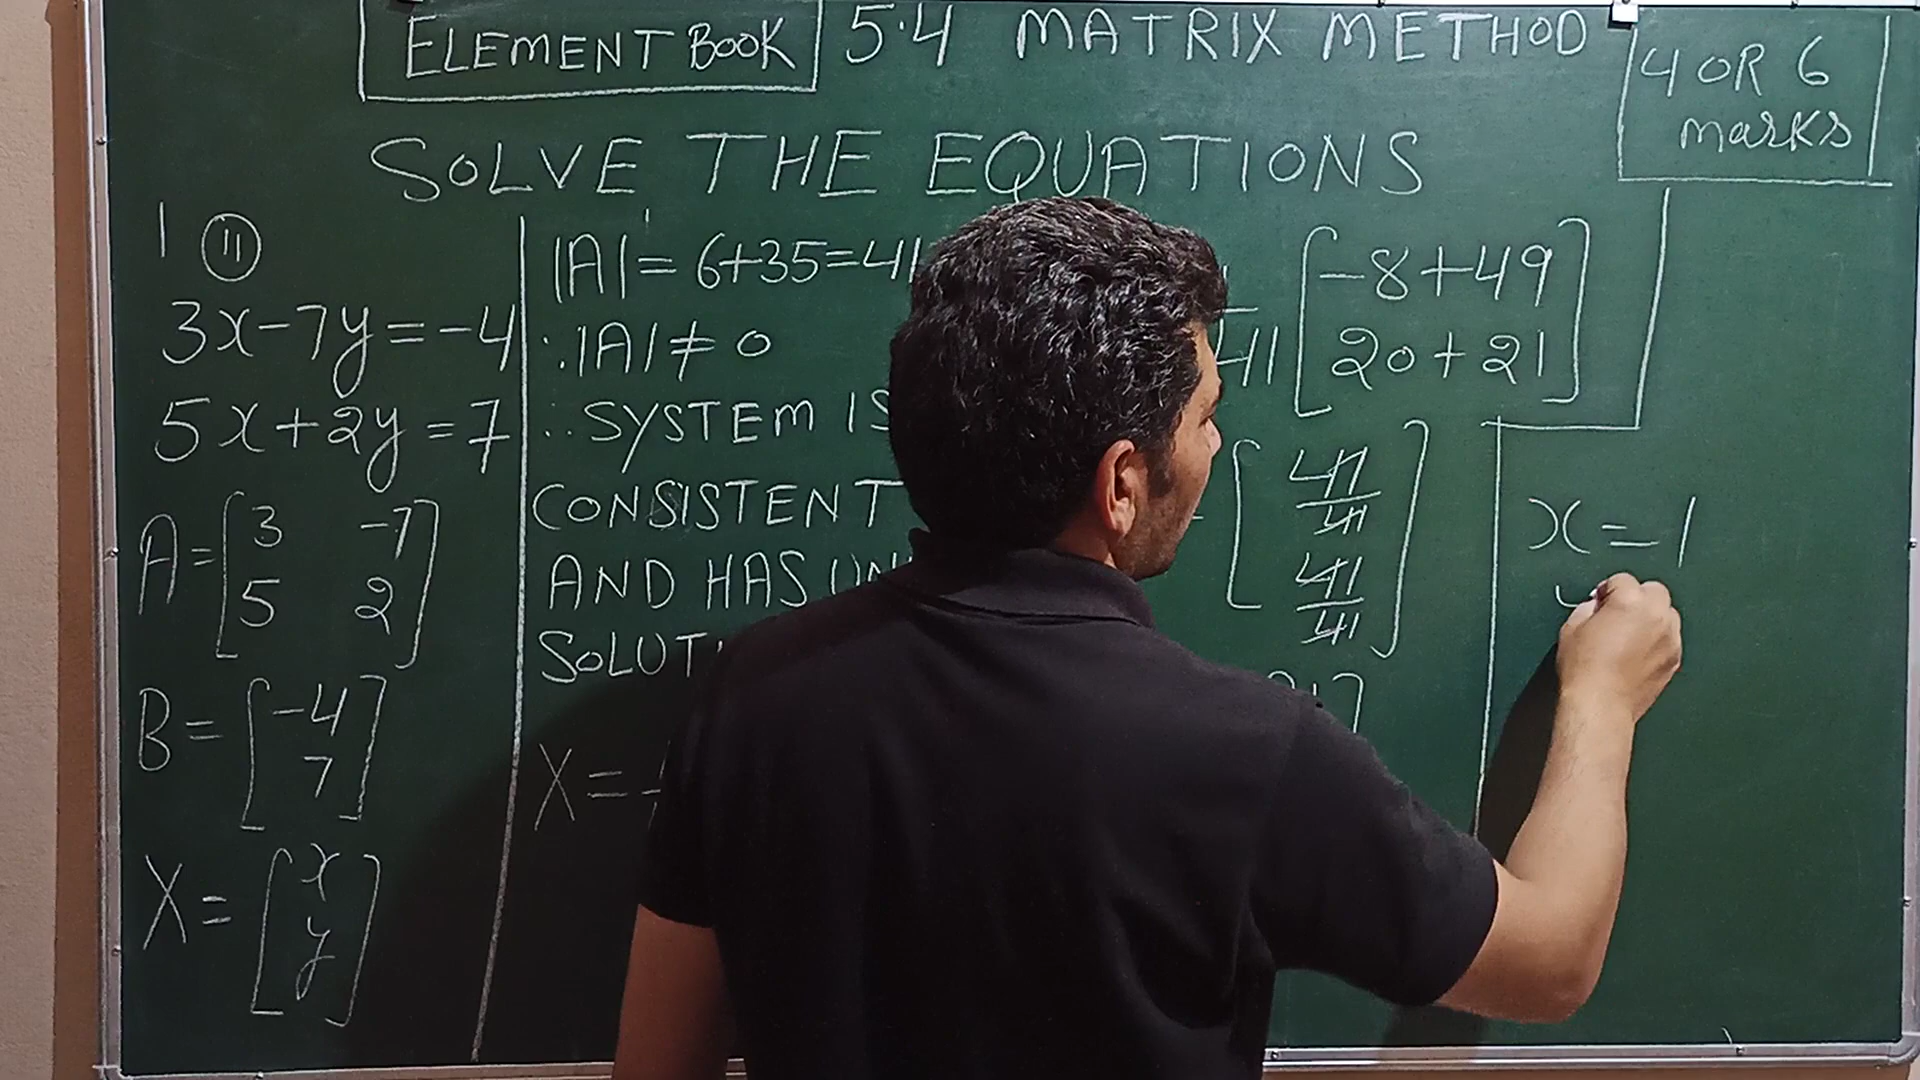 ELEMENT BOOK 5.4 MATRIX METHOD
4 OR 6
marks
SOLVE THE EQUATIONS
1 (ii)
3x-7y=-4
5x+2y=7
A=[3 -7
5 2]
B=[-4
7]
X=[x
y]
|A|=6+35=41
∴|A|≠0
∴SYSTEM IS
CONSISTENT
AND HAS
X=
41[-8+49
20+21]
[41/41
41/41]
x=1